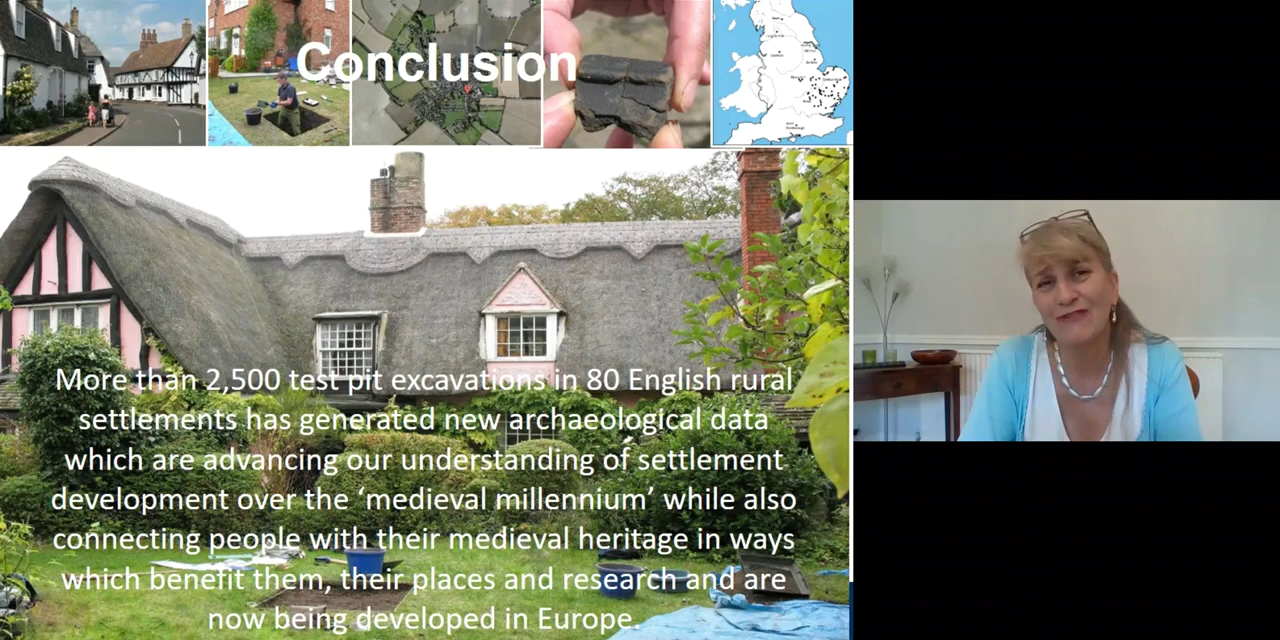 Conclusion
More than 2,500 test pit excavations in 80 English rural
settlements has generated new archaeological data
which are advancing our understanding of settlement
development over the ‘medieval millennium’ while also
connecting people with their medieval heritage in ways
which benefit them, their places and research and are
now being developed in Europe.